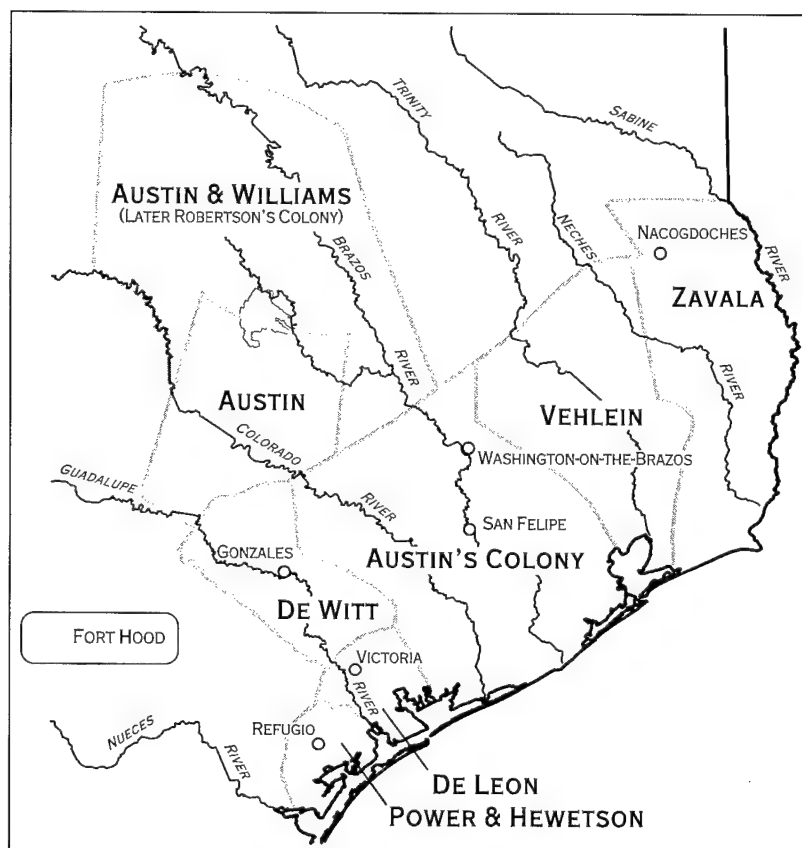 TRINITY
SABINE
AUSTIN & WILLIAMS
(LATER ROBERTSON'S COLONY)
BRAZOS
RIVER
NECHES
NACOGDOCHES
RIVER
ZAVALA
RIVER
AUSTIN
RIVER
VEHLEIN
COLORADO
WASHINGTON-ON-THE-BRAZOS
GUADALUPE
RIVER
SAN FELIPE
GONZALES
AUSTIN'S COLONY
DE WITT
FORT HOOD
VICTORIA
RIVER
NUECES
REFUGIO
RIVER
DE LEON
POWER & HEWETSON